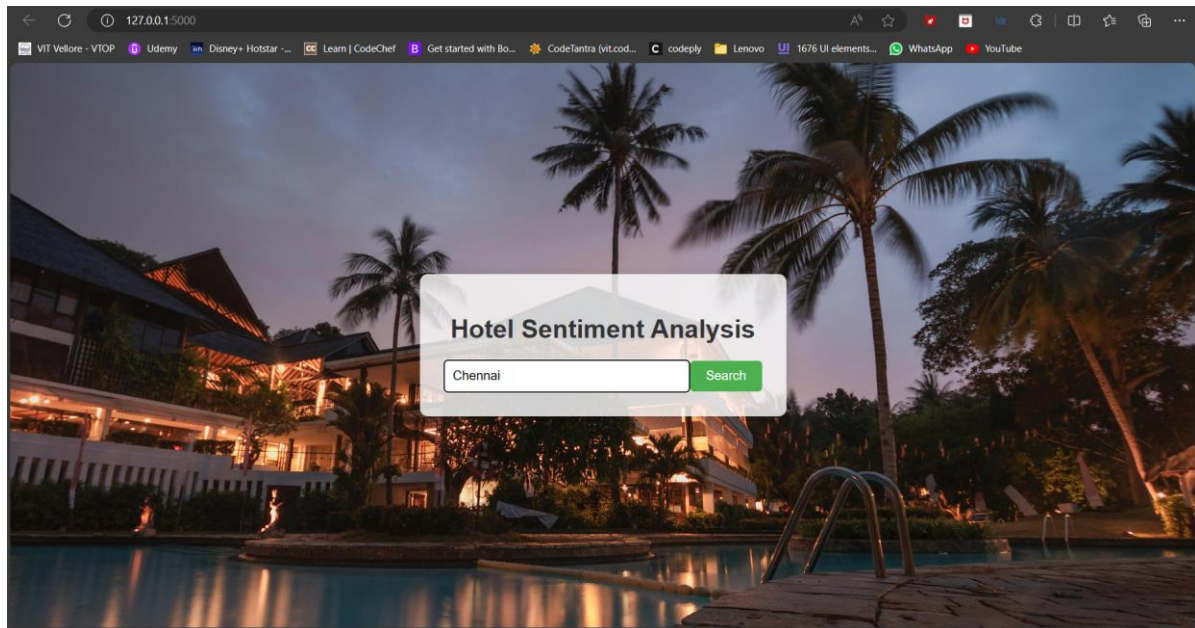 127.0.0.1:5000
VIT Vellore - VTOP Udemy Disney+ Hotstar -... Learn | CodeChef Get started with Bo... CodeTantra (vit.cod... codeply Lenovo 1676 UI elements... WhatsApp YouTube
Hotel Sentiment Analysis
Chennai Search